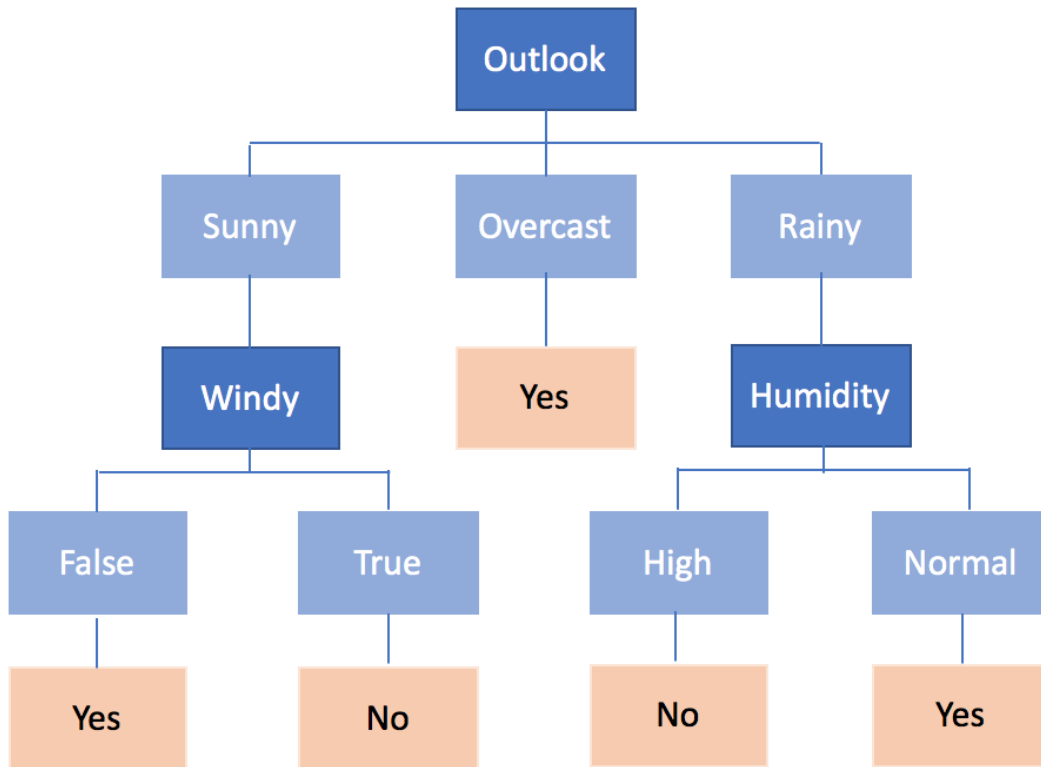 Outlook
Sunny
Overcast
Rainy
Windy
Yes
Humidity
False
True
High
Normal
Yes
No
No
Yes